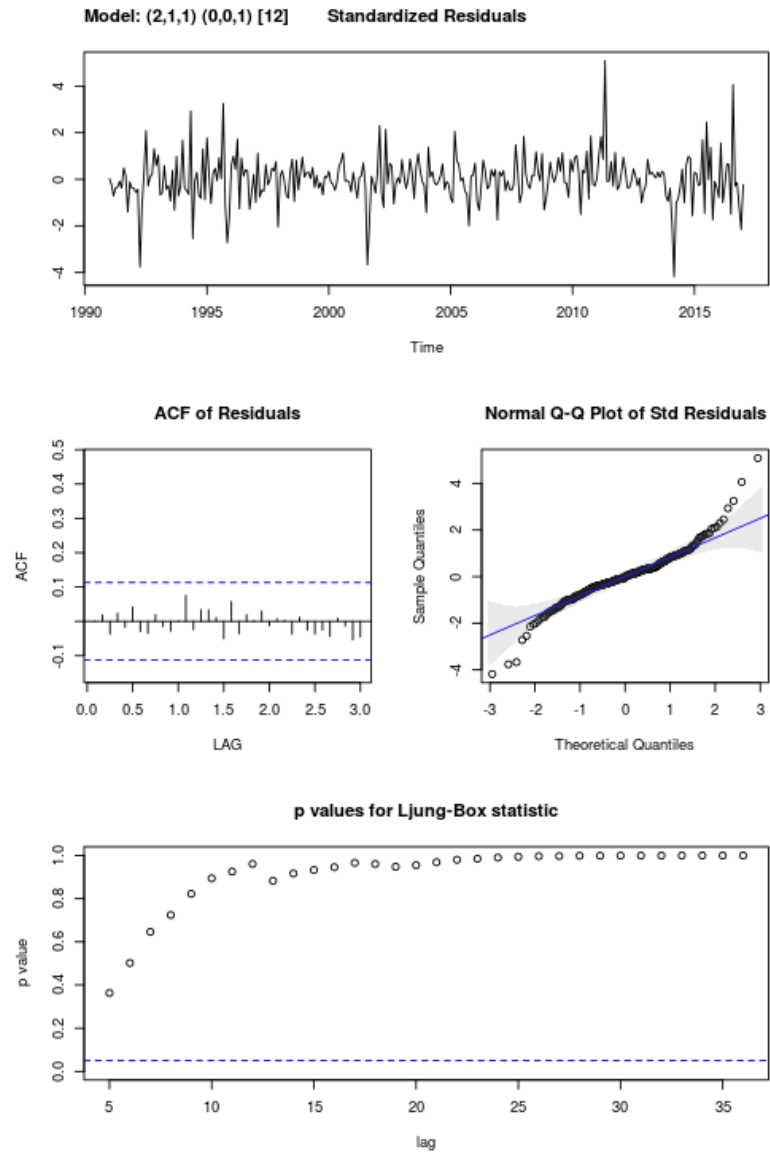 Model: (2,1,1) (0,0,1) [12] Standardized Residuals
4
2
0
-2
-4
1990 1995 2000 2005 2010 2015
Time
ACF of Residuals
ACF
0.5
0.4
0.3
0.2
0.1
-0.1
0.0 0.5 1.0 1.5 2.0 2.5 3.0
LAG
Normal Q-Q Plot of Std Residuals
Sample Quantiles
4
2
0
-2
-4
-3 -2 -1 0 1 2 3
Theoretical Quantiles
p values for Ljung-Box statistic
p value
1.0
0.8
0.6
0.4
0.2
0.0
5 10 15 20 25 30 35
lag